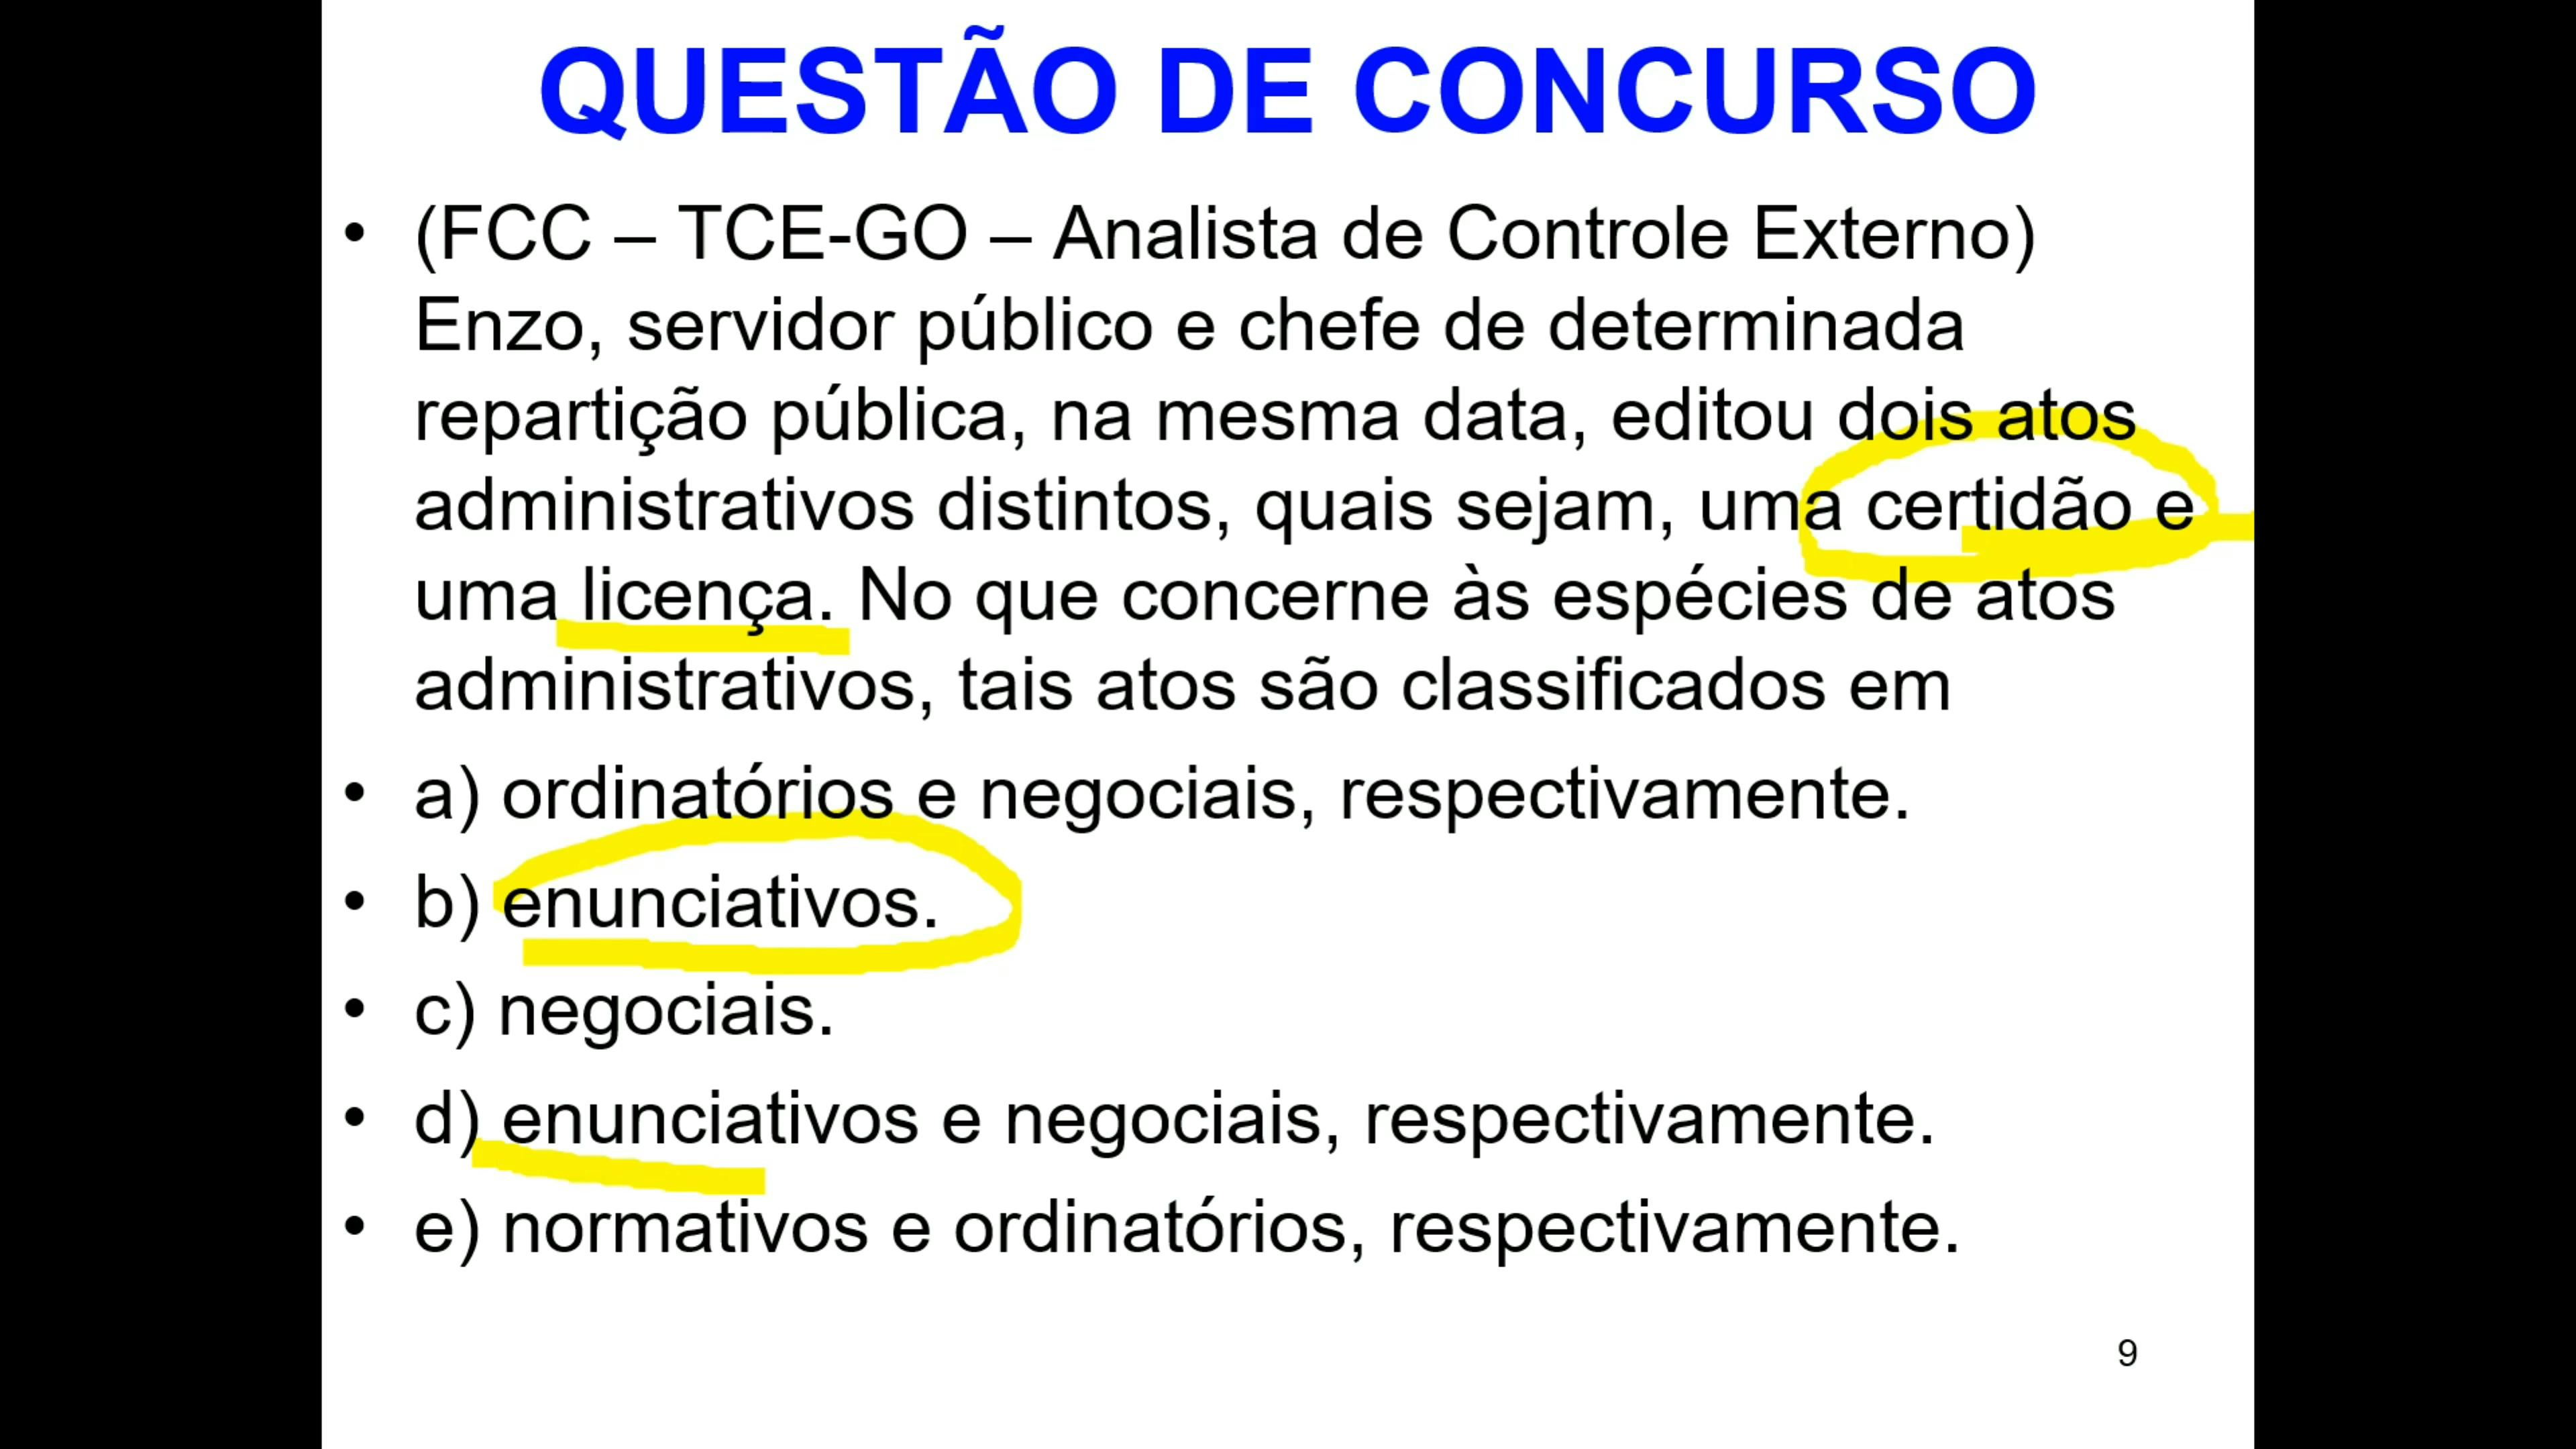 QUESTÃO DE CONCURSO
• (FCC – TCE-GO – Analista de Controle Externo)
Enzo, servidor público e chefe de determinada
repartição pública, na mesma data, editou dois atos
administrativos distintos, quais sejam, uma certidão e
uma licença. No que concerne às espécies de atos
administrativos, tais atos são classificados em
• a) ordinatórios e negociais, respectivamente.
• b) enunciativos.
• c) negociais.
• d) enunciativos e negociais, respectivamente.
• e) normativos e ordinatórios, respectivamente.
9